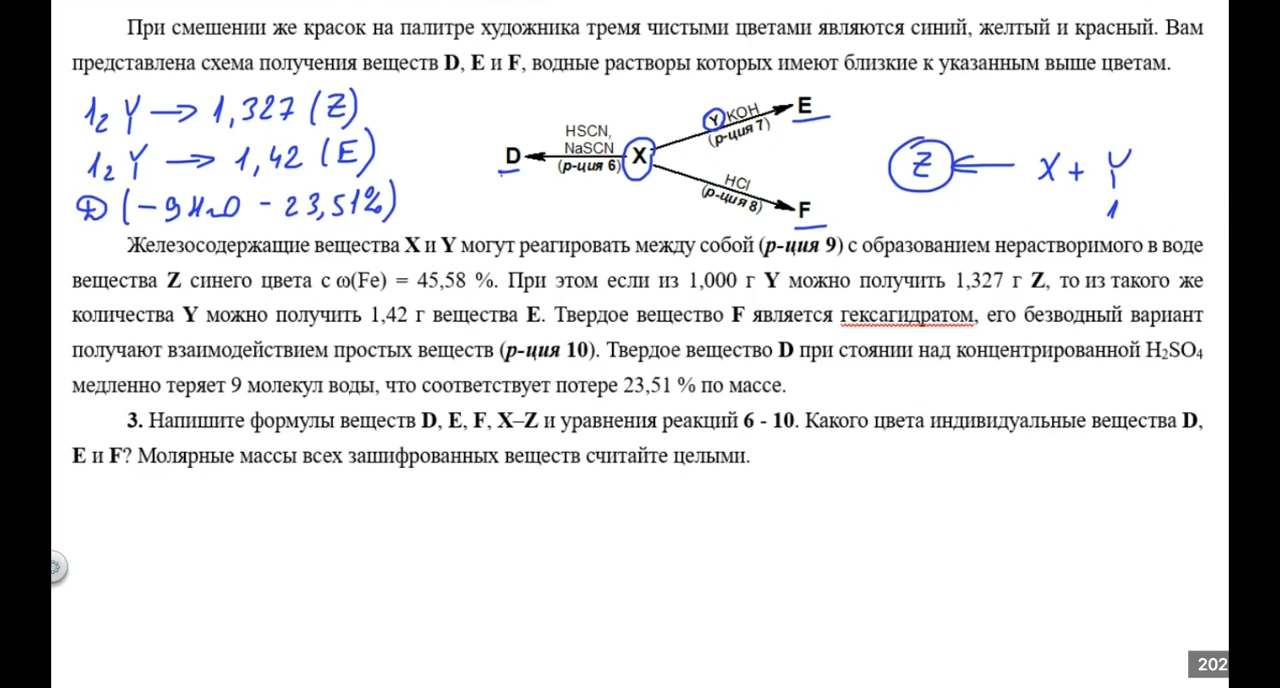 При смешении же красок на палитре художника тремя чистыми цветами являются синий, желтый и красный. Вам
представлена схема получения веществ D, E и F, водные растворы которых имеют близкие к указанным выше цветам.
1г Y → 1,327 (Z)
1г Y → 1,42 (E)
D (-9H₂O - 23,51%)
HSCN,
NaSCN
D
(р-ция 6)
X
Y, KOH
(р-ция 7)
E
HCl
(р-ция 8)
F
Z ← X + Y
1
Железосодержащие вещества X и Y могут реагировать между собой (р-ция 9) с образованием нерастворимого в воде
вещества Z синего цвета с ω(Fe) = 45,58 %. При этом если из 1,000 г Y можно получить 1,327 г Z, то из такого же
количества Y можно получить 1,42 г вещества E. Твердое вещество F является гексагидратом, его безводный вариант
получают взаимодействием простых веществ (р-ция 10). Твердое вещество D при стоянии над концентрированной H₂SO₄
медленно теряет 9 молекул воды, что соответствует потере 23,51 % по массе.
3. Напишите формулы веществ D, E, F, X–Z и уравнения реакций 6 - 10. Какого цвета индивидуальные вещества D,
E и F? Молярные массы всех зашифрованных веществ считайте целыми.
202